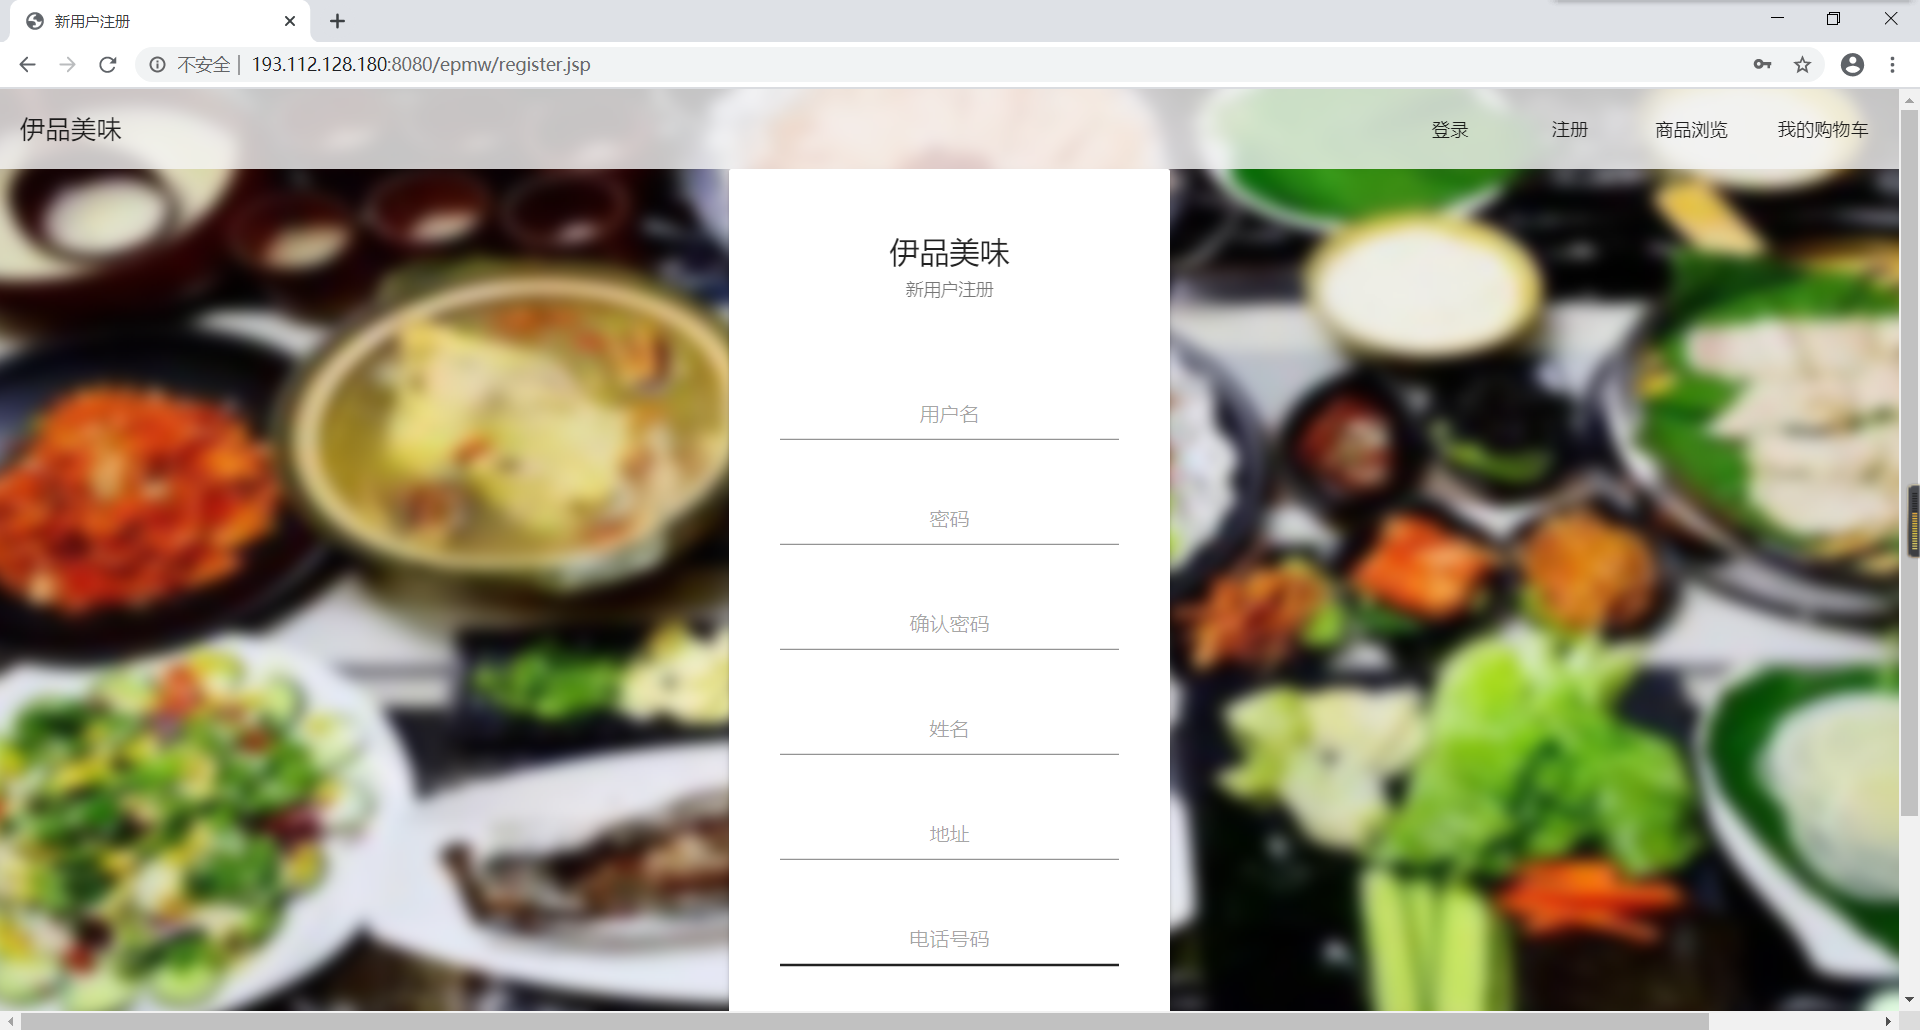 新用户注册
不安全 | 193.112.128.180:8080/epmw/register.jsp
伊品美味 登录 注册 商品浏览 我的购物车
伊品美味
新用户注册
用户名
密码
确认密码
姓名
地址
电话号码